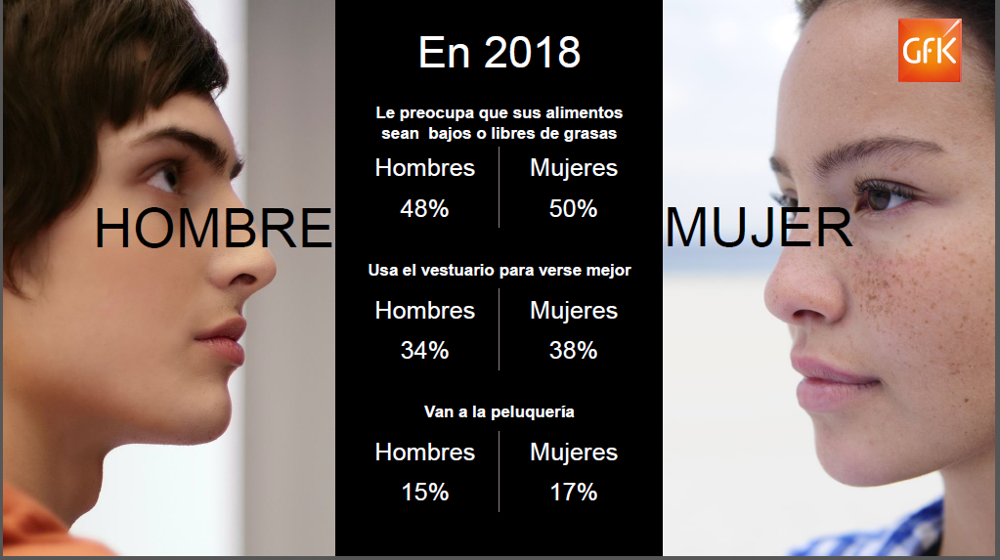 GfK
En 2018
Le preocupa que sus alimentos
sean bajos o libres de grasas
Hombres Mujeres
48% 50%
HOMBRE
MUJER
Usa el vestuario para verse mejor
Hombres Mujeres
34% 38%
Van a la peluquería
Hombres Mujeres
15% 17%